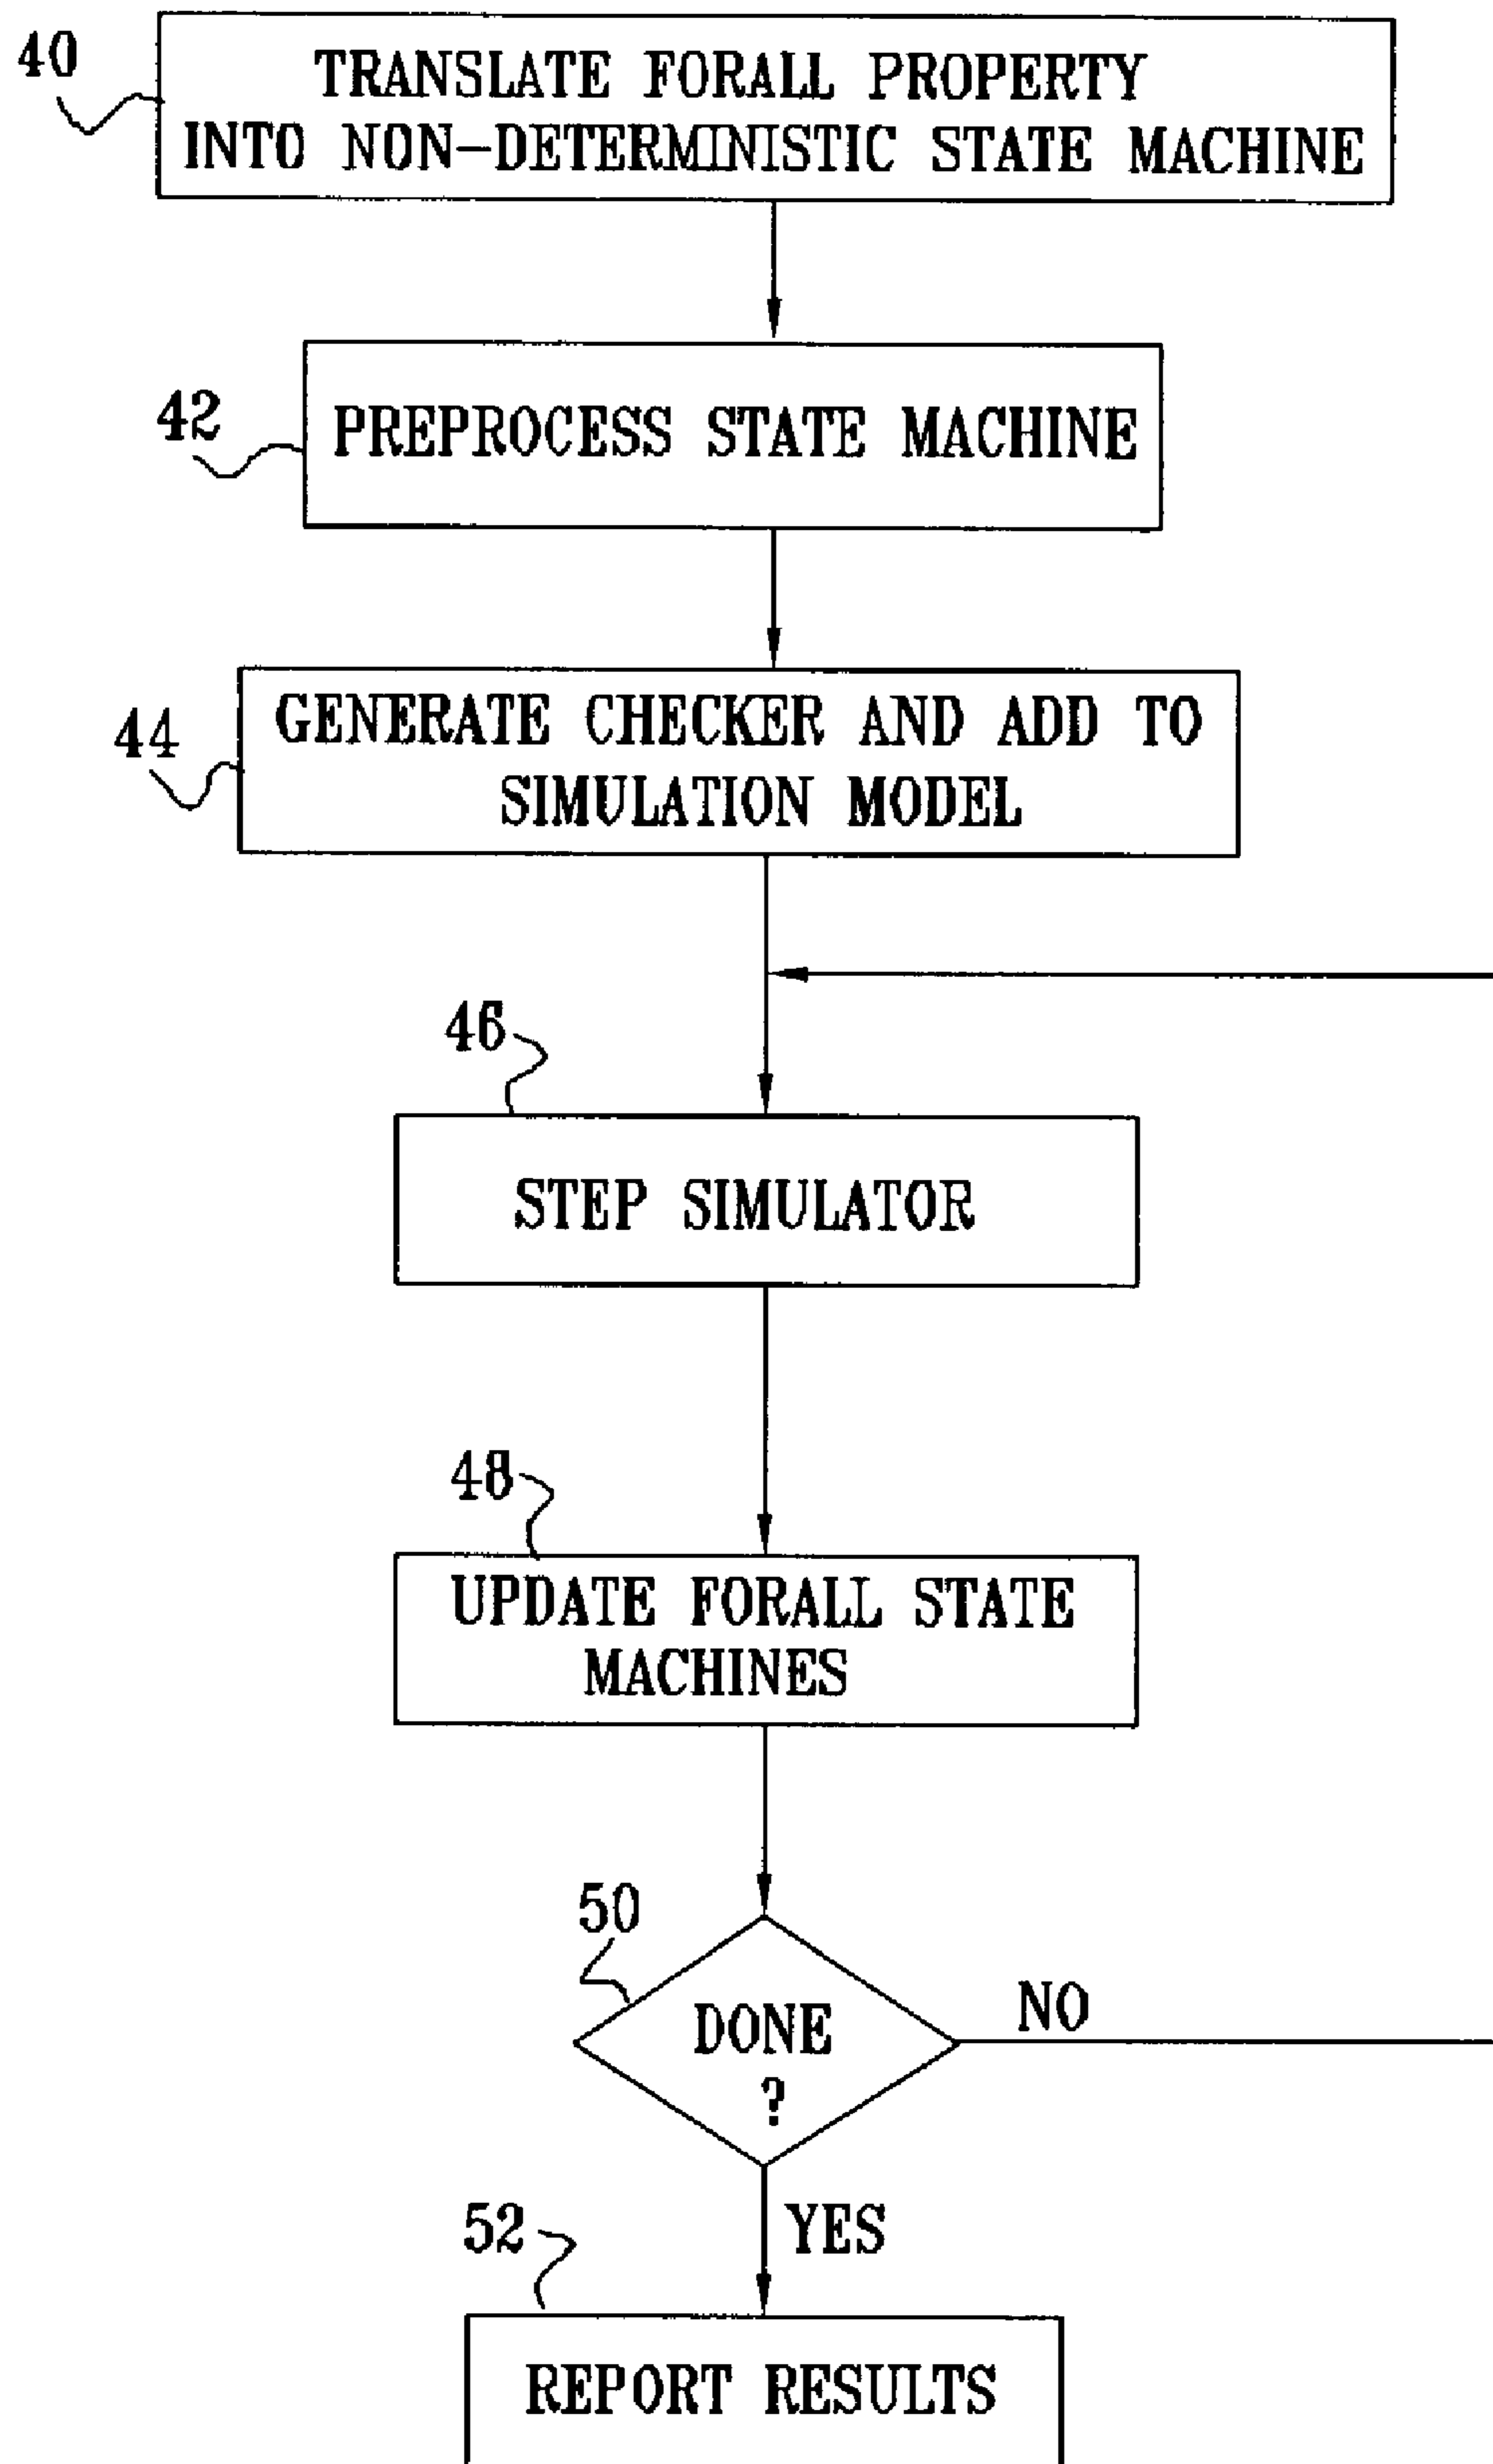 40
TRANSLATE FORALL PROPERTY
INTO NON-DETERMINISTIC STATE MACHINE
42
PREPROCESS STATE MACHINE
44
GENERATE CHECKER AND ADD TO
SIMULATION MODEL
46
STEP SIMULATOR
48
UPDATE FORALL STATE
MACHINES
50
DONE
?
NO
YES
52
REPORT RESULTS